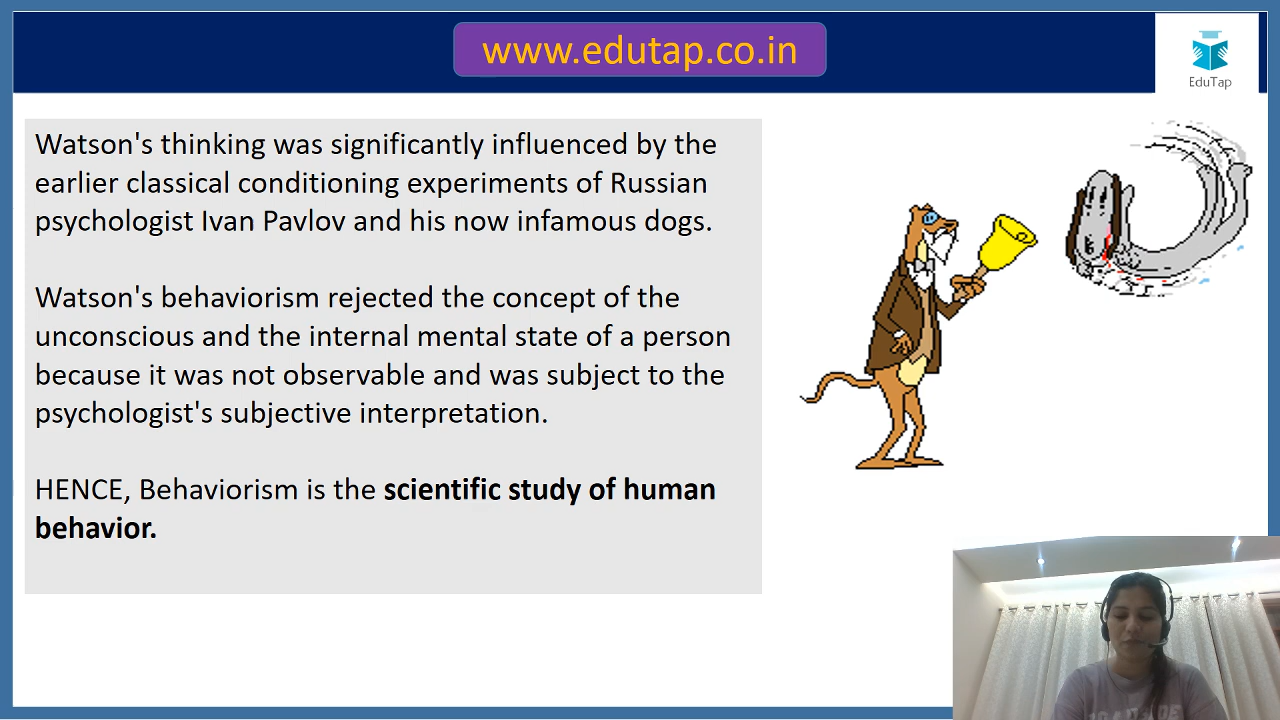 www.edutap.co.in
EduTap
Watson's thinking was significantly influenced by the
earlier classical conditioning experiments of Russian
psychologist Ivan Pavlov and his now infamous dogs.
Watson's behaviorism rejected the concept of the
unconscious and the internal mental state of a person
because it was not observable and was subject to the
psychologist's subjective interpretation.
HENCE, Behaviorism is the scientific study of human
behavior.